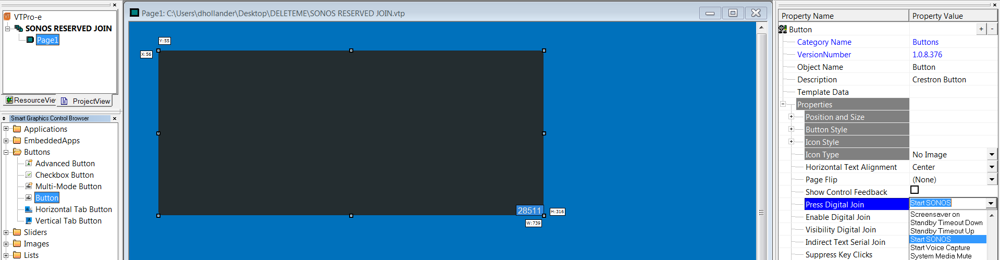 VTPro-e
SONOS RESERVED JOIN
Page1
ResourceVie
ProjectView
Smart Graphics Control Browser
Applications
EmbeddedApps
Buttons
Advanced Button
Checkbox Button
Multi-Mode Button
Button
Horizontal Tab Button
Vertical Tab Button
Sliders
Images
Lists
Page1: C:\Users\dhollander\Desktop\DELETEME\SONOS RESERVED JOIN.vtp
Y:55
X:56
28511
H:316
W:739
Property Name Property Value
Button + -
Category Name Buttons
VersionNumber 1.0.8.376
Object Name Button
Description Crestron Button
Template Data
Properties
Position and Size
Button Style
Icon Style
Icon Type No Image
Horizontal Text Alignment Center
Page Flip (None)
Show Control Feedback
Press Digital Join Start SONOS
Enable Digital Join
Visibility Digital Join
Indirect Text Serial Join
Suppress Key Clicks
Screensaver on
Standby Timeout Down
Standby Timeout Up
Start SONOS
Start Voice Capture
System Media Mute